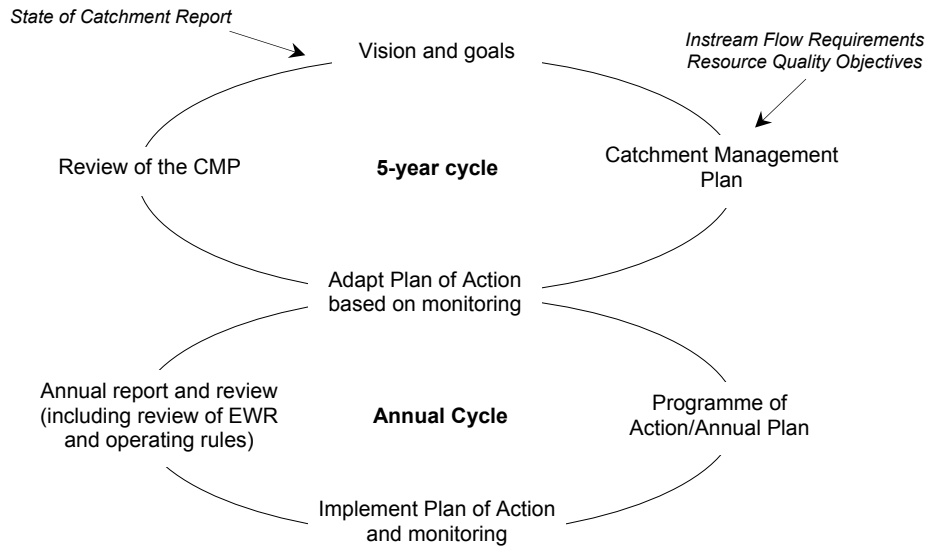 State of Catchment Report
Vision and goals
Instream Flow Requirements
Resource Quality Objectives
Review of the CMP
5-year cycle
Catchment Management
Plan
Adapt Plan of Action
based on monitoring
Annual report and review
(including review of EWR
and operating rules)
Annual Cycle
Programme of
Action/Annual Plan
Implement Plan of Action
and monitoring